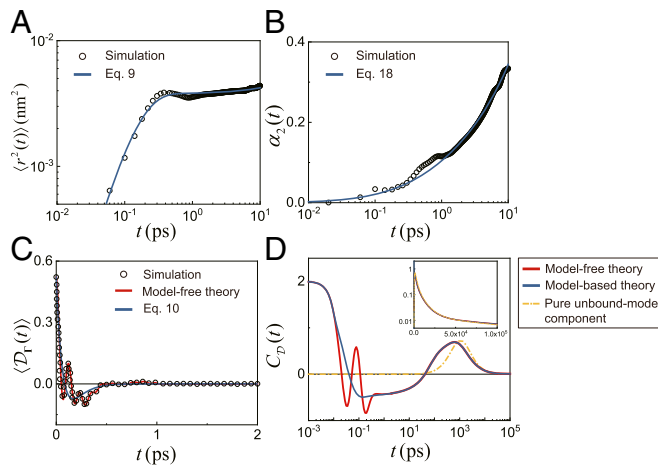 A
10⁻²
10⁻³
⟨r²(t)⟩ (nm²)
Simulation
Eq. 9
10⁻² 10⁻¹ 10⁰ 10¹
t (ps)
B
0.4
0.2
0.0
α₂(t)
Simulation
Eq. 18
10⁻² 10⁻¹ 10⁰ 10¹
t (ps)
C
0.6
0.3
0.0
⟨𝒟_Γ(t)⟩
Simulation
Model-free theory
Eq. 10
0 1 2
t (ps)
D
2
0
C_𝒟(t)
1
0.1
0.01
0.0 5.0x10⁴ 1.0x10⁵
10⁻³ 10⁻¹ 10¹ 10³ 10⁵
t (ps)
Model-free theory
Model-based theory
Pure unbound-mode
component